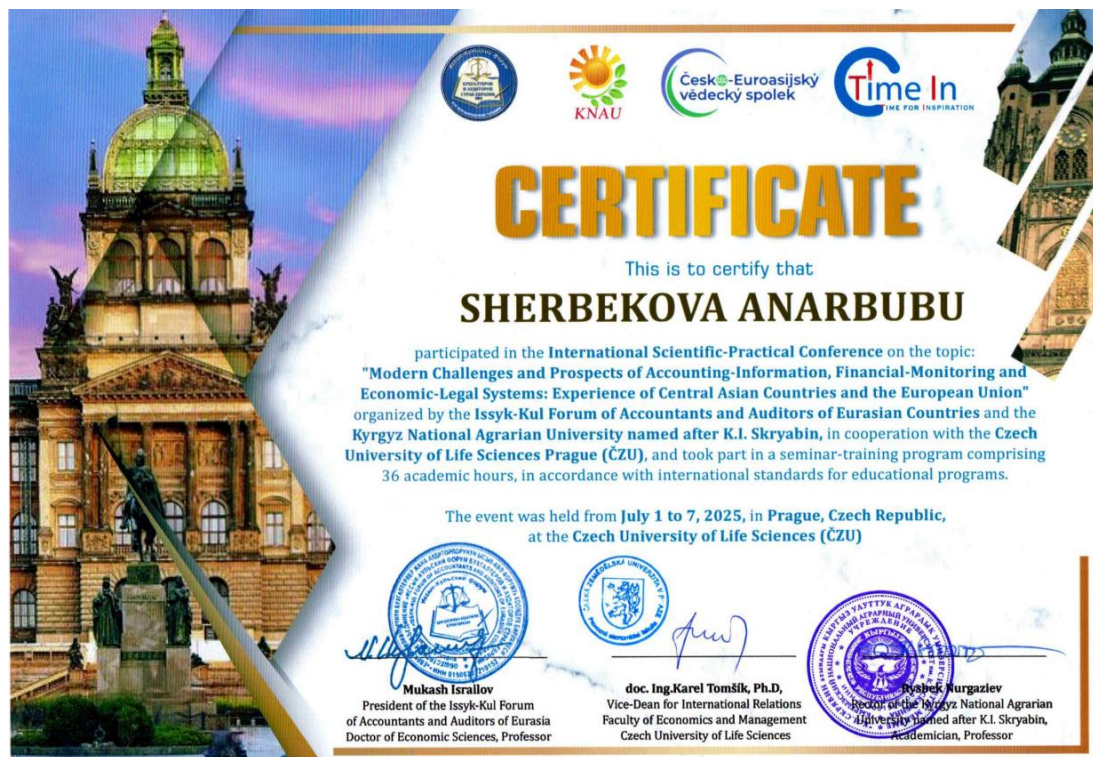 БУХГАЛТЕРОВ
И АУДИТОРОВ
СТРАН ЕВРАЗИИ
KNAU
Česko-Euroasijský
vědecký spolek
Time In
TIME FOR INSPIRATION
CERTIFICATE
This is to certify that
SHERBEKOVA ANARBUBU
participated in the International Scientific-Practical Conference on the topic:
"Modern Challenges and Prospects of Accounting-Information, Financial-Monitoring and
Economic-Legal Systems: Experience of Central Asian Countries and the European Union"
organized by the Issyk-Kul Forum of Accountants and Auditors of Eurasian Countries and the
Kyrgyz National Agrarian University named after K.I. Skryabin, in cooperation with the Czech
University of Life Sciences Prague (ČZU), and took part in a seminar-training program comprising
36 academic hours, in accordance with international standards for educational programs.
The event was held from July 1 to 7, 2025, in Prague, Czech Republic,
at the Czech University of Life Sciences (ČZU)
Mukash Israilov
President of the Issyk-Kul Forum
of Accountants and Auditors of Eurasia
Doctor of Economic Sciences, Professor
doc. Ing.Karel Tomšík, Ph.D,
Vice-Dean for International Relations
Faculty of Economics and Management
Czech University of Life Sciences
Rysbek Nurgaziev
Rector of the Kyrgyz National Agrarian
University named after K.I. Skryabin,
Academician, Professor